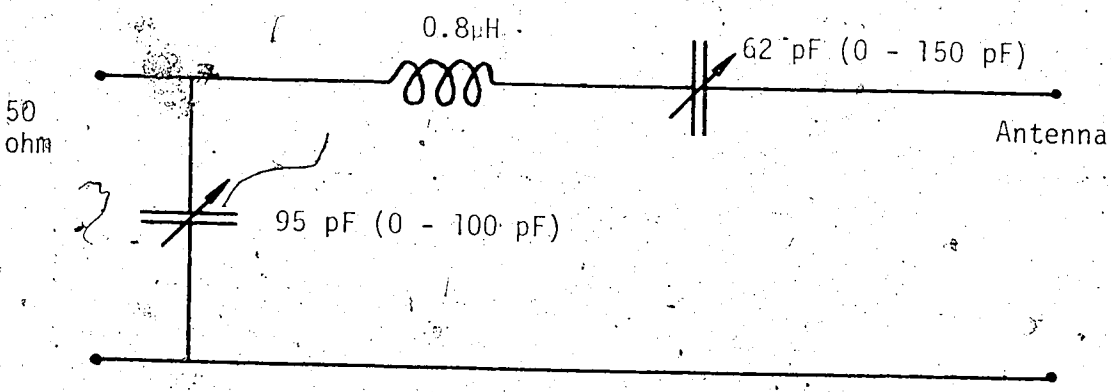 0.8μH
62 pF (0 - 150 pF)
50
ohm
Antenna
95 pF (0 - 100 pF)